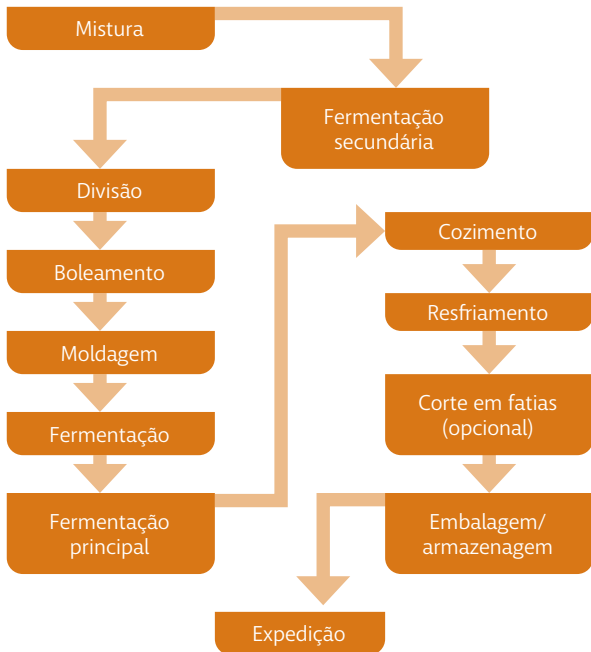 Mistura
Fermentação
secundária
Divisão
Boleamento
Moldagem
Fermentação
Fermentação
principal
Cozimento
Resfriamento
Corte em fatias
(opcional)
Embalagem/
armazenagem
Expedição